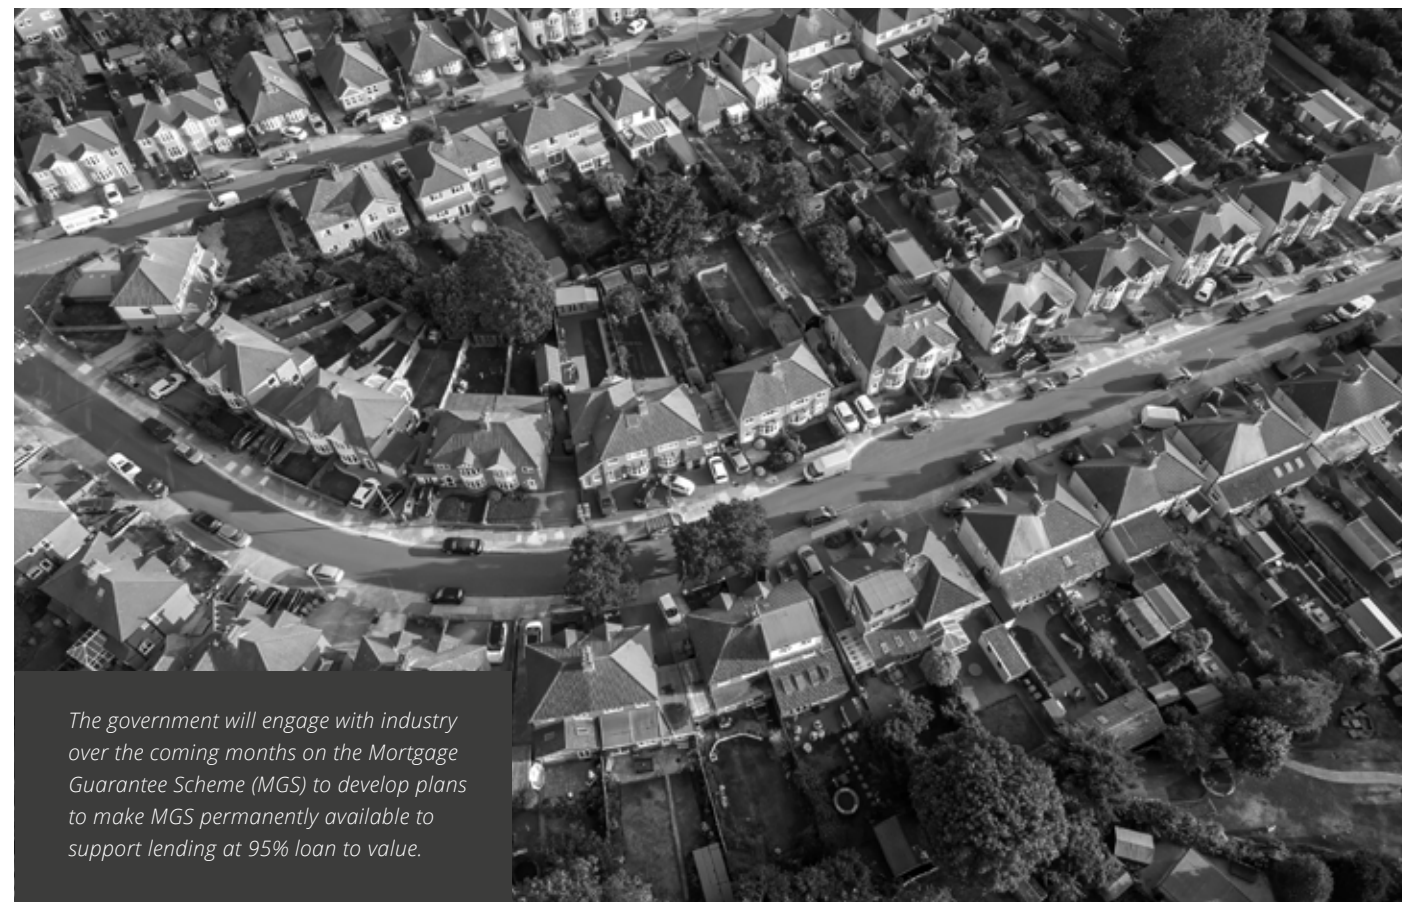 The government will engage with industry
over the coming months on the Mortgage
Guarantee Scheme (MGS) to develop plans
to make MGS permanently available to
support lending at 95% loan to value.